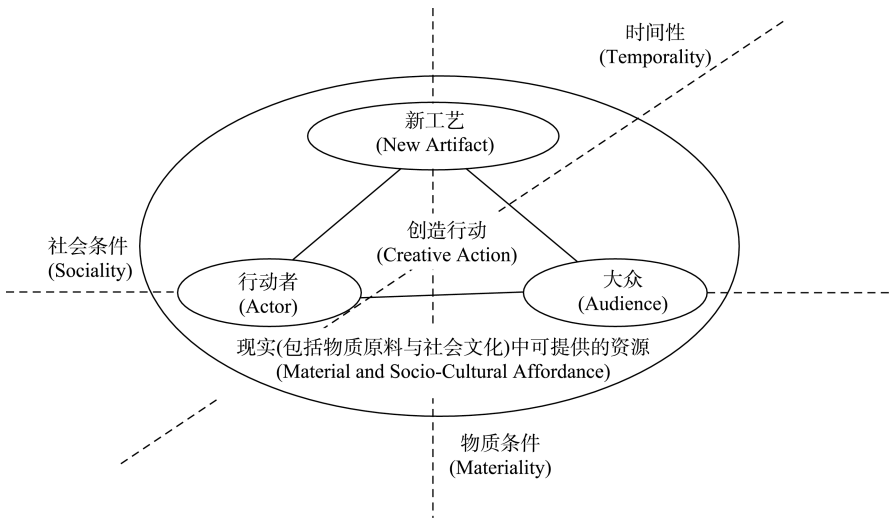 时间性
(Temporality)
新工艺
(New Artifact)
创造行动
(Creative Action)
社会条件
(Sociality)
行动者
(Actor)
大众
(Audience)
现实(包括物质原料与社会文化)中可提供的资源
(Material and Socio-Cultural Affordance)
物质条件
(Materiality)